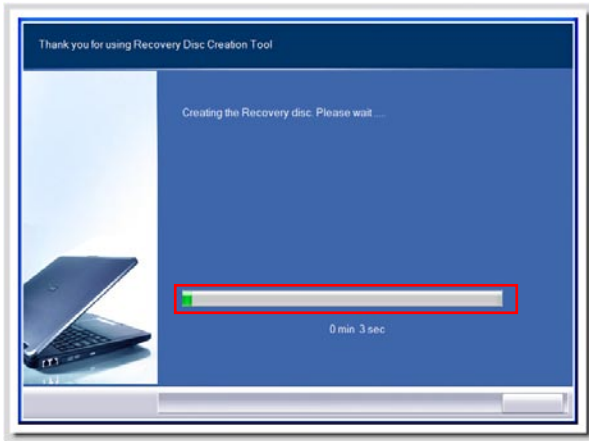 Thank you for using Recovery Disc Creation Tool
Creating the Recovery disc. Please wait ....
0 min 3 sec